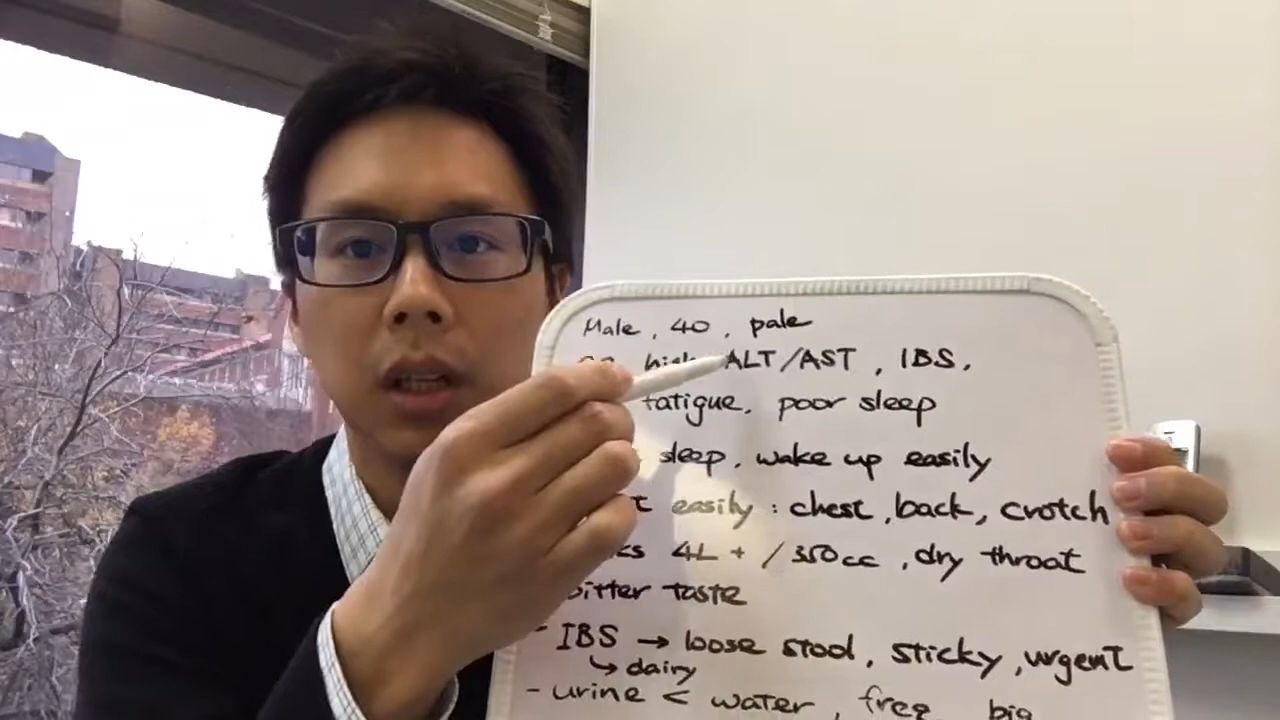 Male, 40, pale
high ALT/AST, IBS,
fatigue, poor sleep
sleep, wake up easily
easily : chest, back, crotch
4L + /350cc, dry throat
bitter taste
- IBS → loose stool, sticky, urgent
↳ dairy
- urine < water, freq big